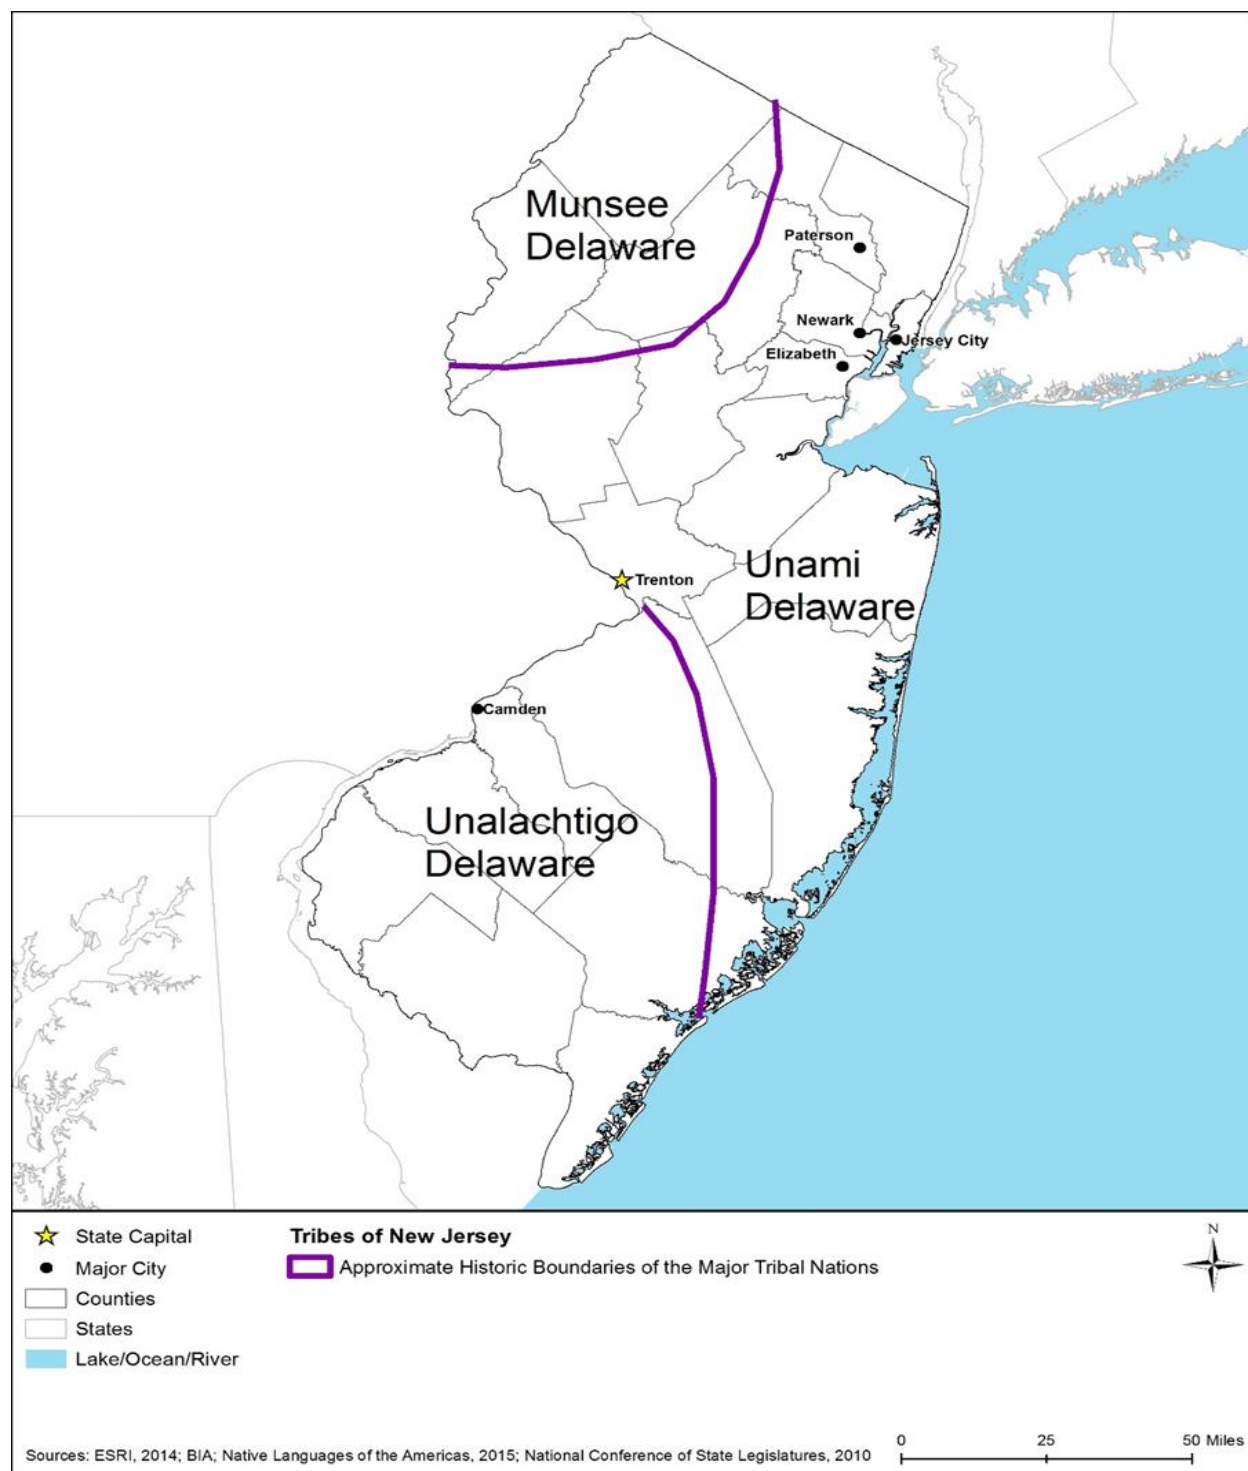 Munsee
Delaware
Paterson
Newark
Jersey City
Elizabeth
Unami
Delaware
Trenton
Camden
Unalachtigo
Delaware
State Capital
Major City
Counties
States
Lake/Ocean/River
Tribes of New Jersey
Approximate Historic Boundaries of the Major Tribal Nations
N
Sources: ESRI, 2014; BIA; Native Languages of the Americas, 2015; National Conference of State Legislatures, 2010
0 25 50 Miles